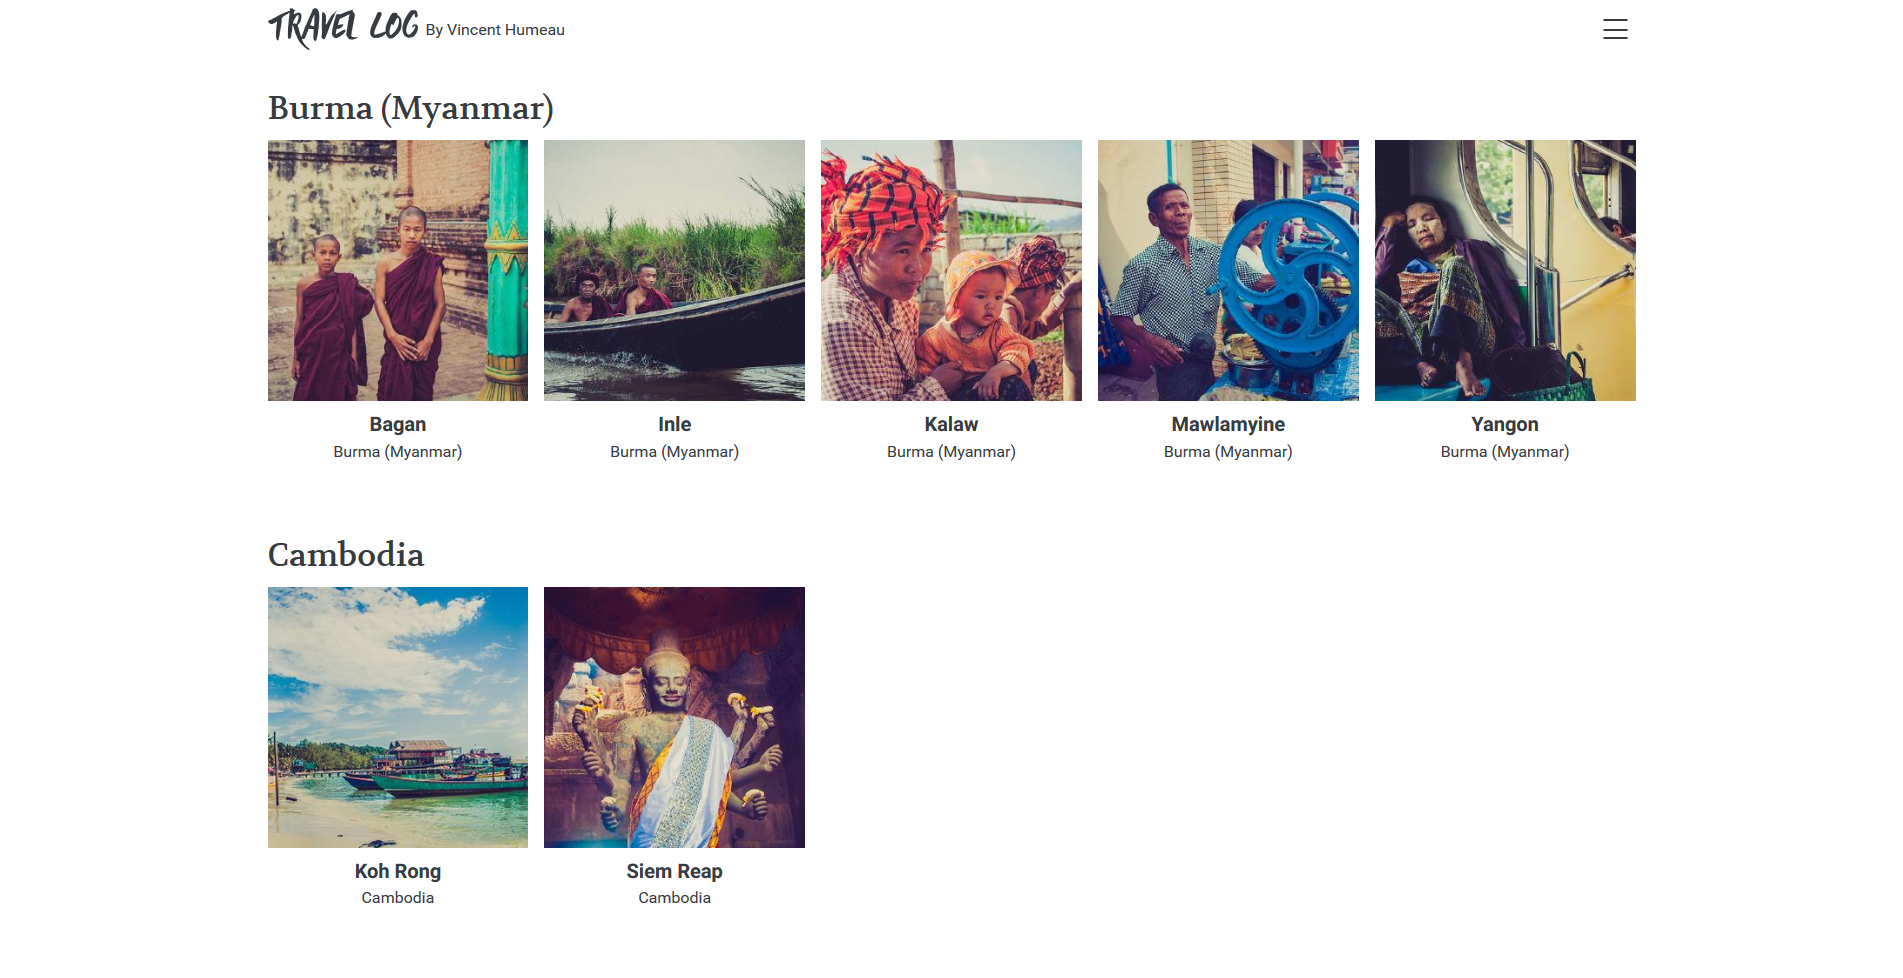 TRAVEL LOG By Vincent Humeau
Burma (Myanmar)
Bagan
Burma (Myanmar)
Inle
Burma (Myanmar)
Kalaw
Burma (Myanmar)
Mawlamyine
Burma (Myanmar)
Yangon
Burma (Myanmar)
Cambodia
Koh Rong
Cambodia
Siem Reap
Cambodia